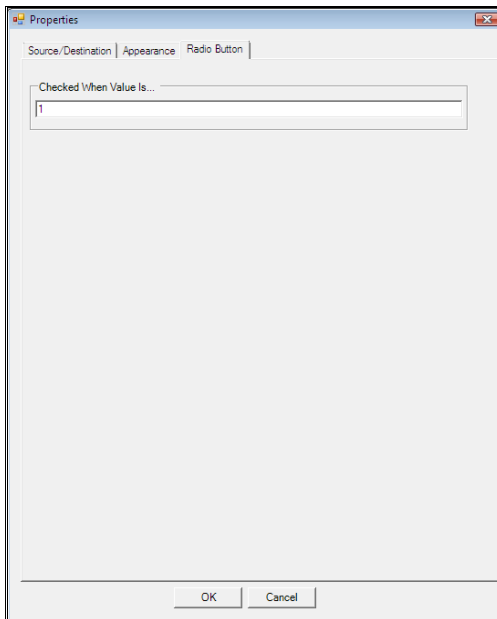 Properties
Source/Destination Appearance Radio Button
Checked When Value Is...
1
OK Cancel